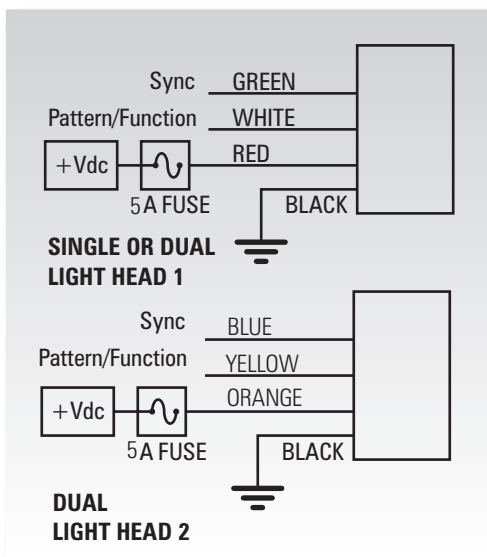 Sync GREEN
Pattern/Function WHITE
+Vdc RED
5A FUSE BLACK
SINGLE OR DUAL
LIGHT HEAD 1
Sync BLUE
Pattern/Function YELLOW
+Vdc ORANGE
5A FUSE BLACK
DUAL
LIGHT HEAD 2